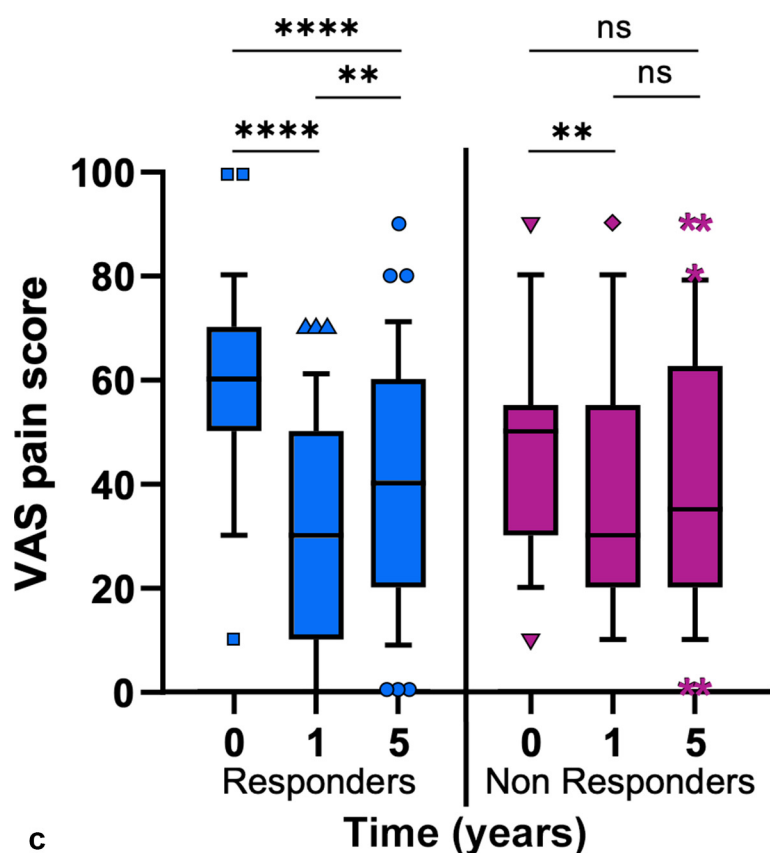 **** ns
** ns
**** **
100
80
60
40
20
0
VAS pain score
0 1 5 0 1 5
Responders Non Responders
Time (years)
c